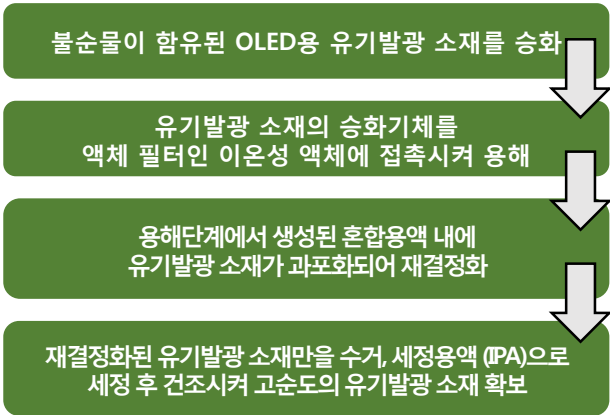 불순물이 함유된 OLED용 유기발광 소재를 승화
유기발광 소재의 승화기체를
액체 필터인 이온성 액체에 접촉시켜 용해
용해단계에서 생성된 혼합용액 내에
유기발광 소재가 과포화되어 재결정화
재결정화된 유기발광 소재만을 수거, 세정용액 (IPA)으로
세정 후 건조시켜 고순도의 유기발광 소재 확보